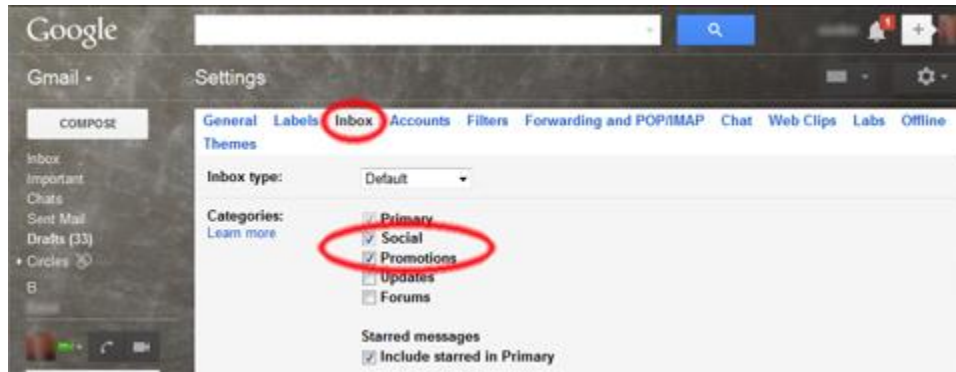 Google
1
+
Gmail
Settings
COMPOSE
General Labels Inbox Accounts Filters Forwarding and POP/IMAP Chat Web Clips Labs Offline
Themes
Inbox
Important
Chats
Sent Mail
Drafts (33)
Circles
B
Inbox type: Default
Categories: Primary
Learn more Social
Promotions
Updates
Forums
Starred messages
Include starred in Primary